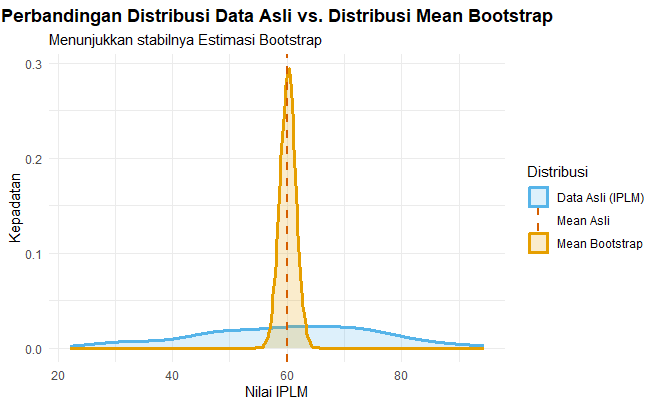 Perbandingan Distribusi Data Asli vs. Distribusi Mean Bootstrap
Menunjukkan stabilnya Estimasi Bootstrap
Kepadatan
0.3
0.2
0.1
0.0
20
40
60
80
Nilai IPLM
Distribusi
Data Asli (IPLM)
Mean Asli
Mean Bootstrap